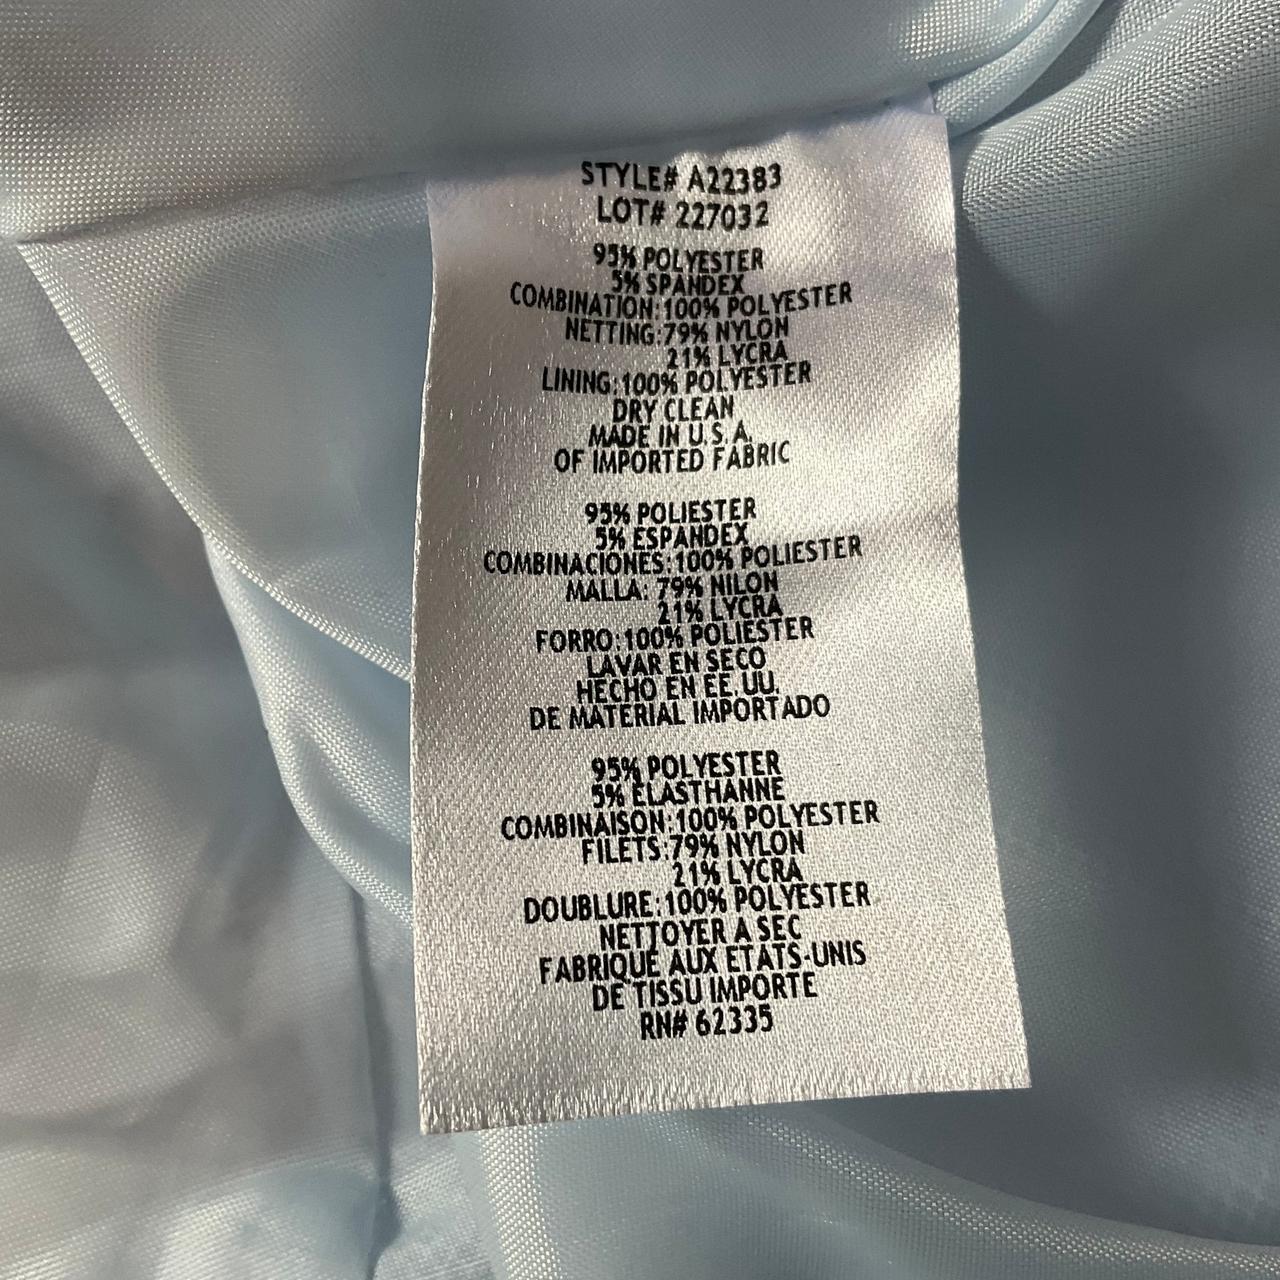 STYLE# A22383
LOT# 227032
95% POLYESTER
5% SPANDEX
COMBINATION:100% POLYESTER
NETTING:79% NYLON
21% LYCRA
LINING:100% POLYESTER
DRY CLEAN
MADE IN U.S.A.
OF IMPORTED FABRIC
95% POLIESTER
5% ESPANDEX
COMBINACIONES:100% POLIESTER
MALLA: 79% NILON
21% LYCRA
FORRO:100% POLIESTER
LAVAR EN SECO
HECHO EN EE.UU.
DE MATERIAL IMPORTADO
95% POLYESTER
5% ELASTHANNE
COMBINAISON:100% POLYESTER
FILETS:79% NYLON
21% LYCRA
DOUBLURE:100% POLYESTER
NETTOYER A SEC
FABRIQUE AUX ETATS-UNIS
DE TISSU IMPORTE
RN# 62335